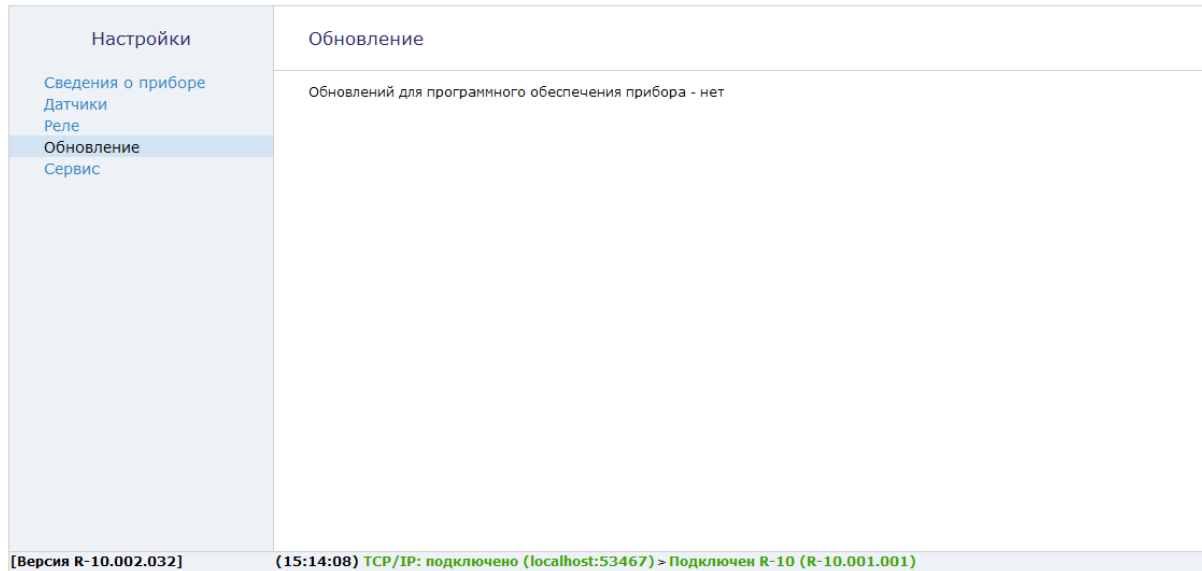 Настройки
Сведения о приборе
Датчики
Реле
Обновление
Сервис
Обновление
Обновлений для программного обеспечения прибора - нет
[Версия R-10.002.032] (15:14:08) TCP/IP: подключено (localhost:53467) > Подключен R-10 (R-10.001.001)